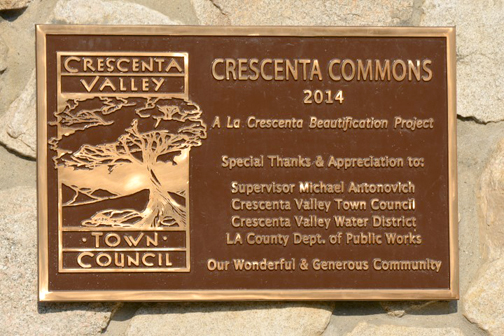 CRESCENTA
VALLEY
TOWN
COUNCIL
CRESCENTA COMMONS
2014
A La Crescenta Beautification Project
Special Thanks & Appreciation to:
Supervisor Michael Antonovich
Crescenta Valley Town Council
Crescenta Valley Water District
LA County Dept. of Public Works
Our Wonderful & Generous Community